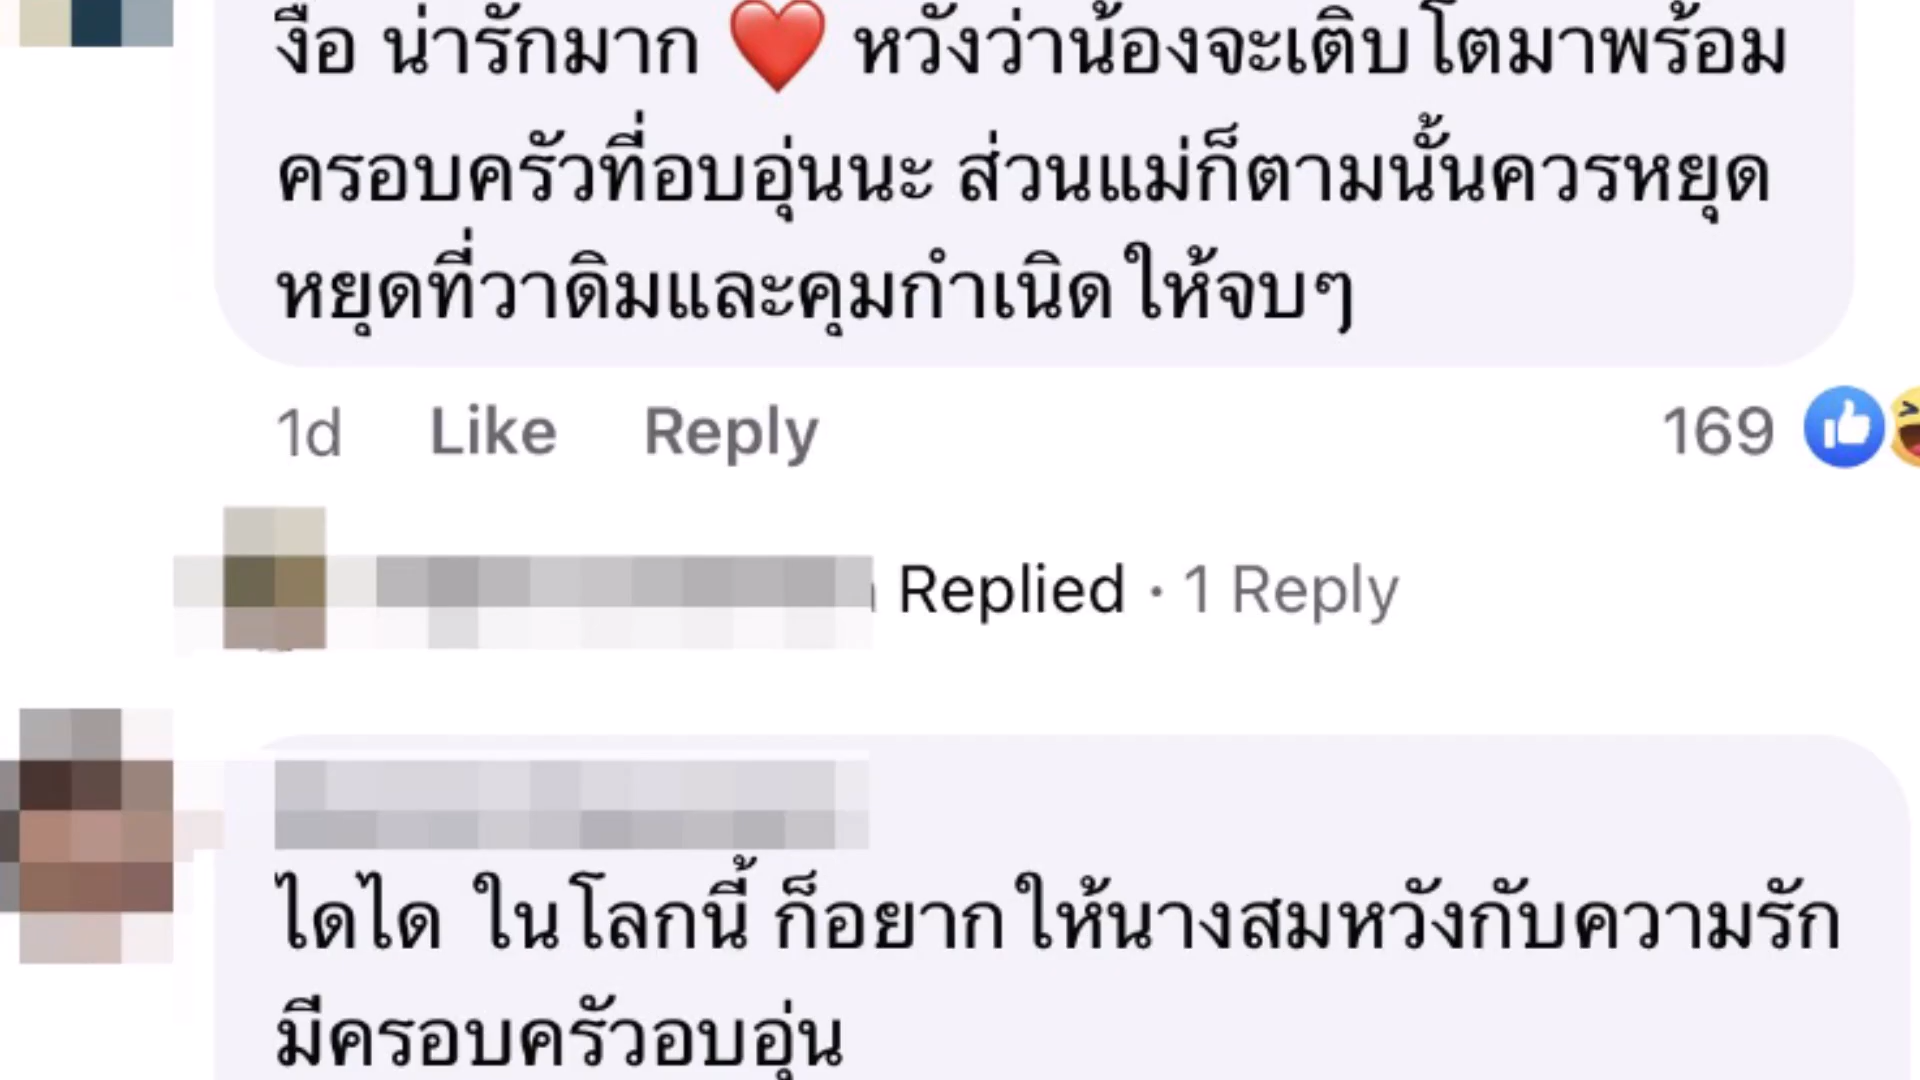 งือ น่ารักมาก ❤️ หวังว่าน้องจะเติบโตมาพร้อม
ครอบครัวที่อบอุ่นนะ ส่วนแม่ก็ตามนั้นควรหยุด
หยุดที่วาดิมและคุมกำเนิดให้จบๆ
1d Like Reply 169
Replied · 1 Reply
ไดได ในโลกนี้ ก็อยากให้นางสมหวังกับความรัก
มีครอบครัวอบอุ่น